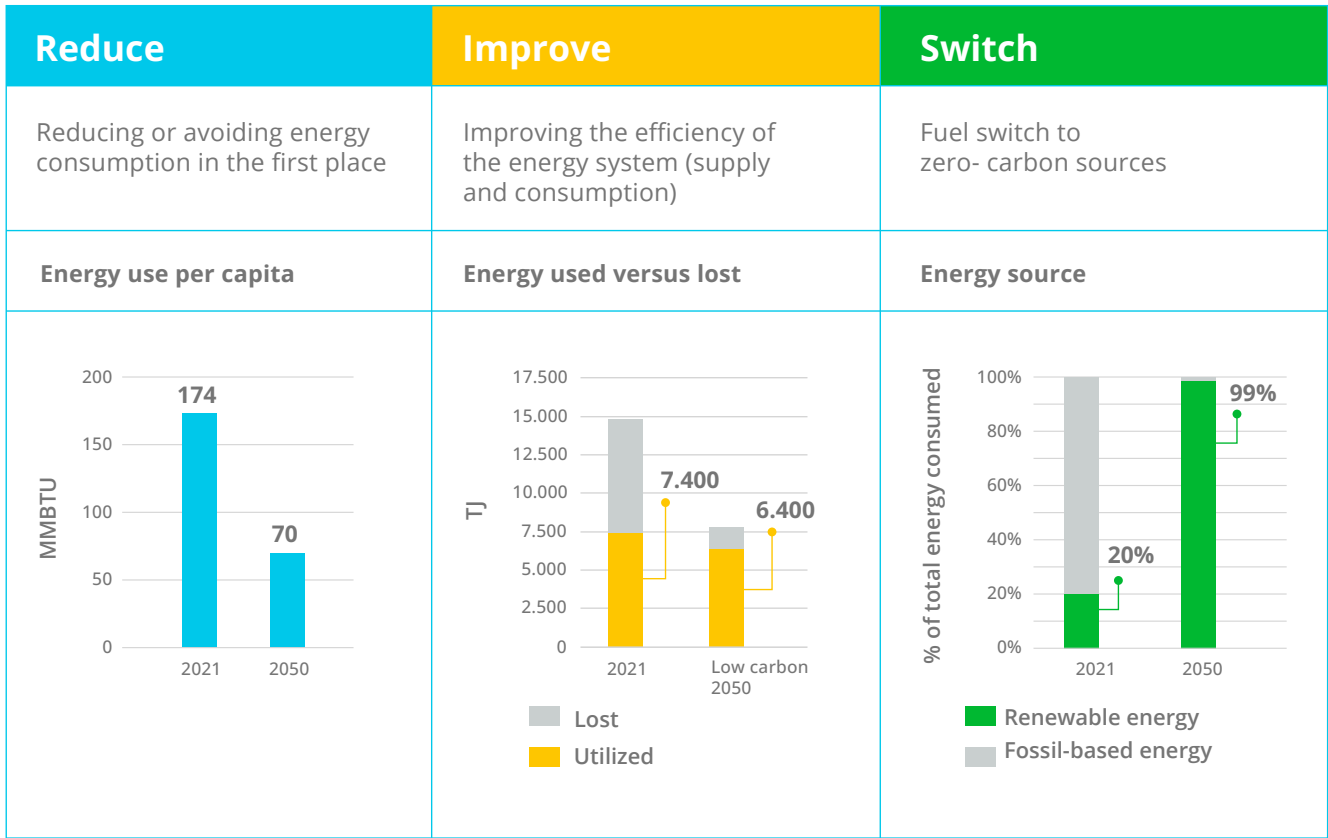 Reduce
Improve
Switch
Reducing or avoiding energy
consumption in the first place
Improving the efficiency of
the energy system (supply
and consumption)
Fuel switch to
zero- carbon sources
Energy use per capita
Energy used versus lost
Energy source
MMBTU
200
150
100
50
0
174
70
2021
2050
TJ
17.500
15.000
12.500
10.000
7.500
5.000
2.500
0
7.400
6.400
2021
Low carbon
2050
Lost
Utilized
% of total energy consumed
100%
80%
60%
40%
20%
0%
20%
99%
2021
2050
Renewable energy
Fossil-based energy